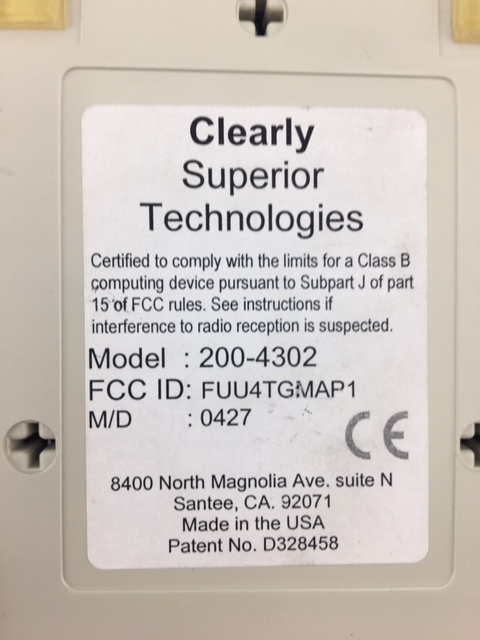 Clearly
Superior
Technologies
Certified to comply with the limits for a Class B
computing device pursuant to Subpart J of part
15 of FCC rules. See instructions if
interference to radio reception is suspected.
Model : 200-4302
FCC ID: FUU4TGMAP1
M/D : 0427
CE
8400 North Magnolia Ave. suite N
Santee, CA. 92071
Made in the USA
Patent No. D328458